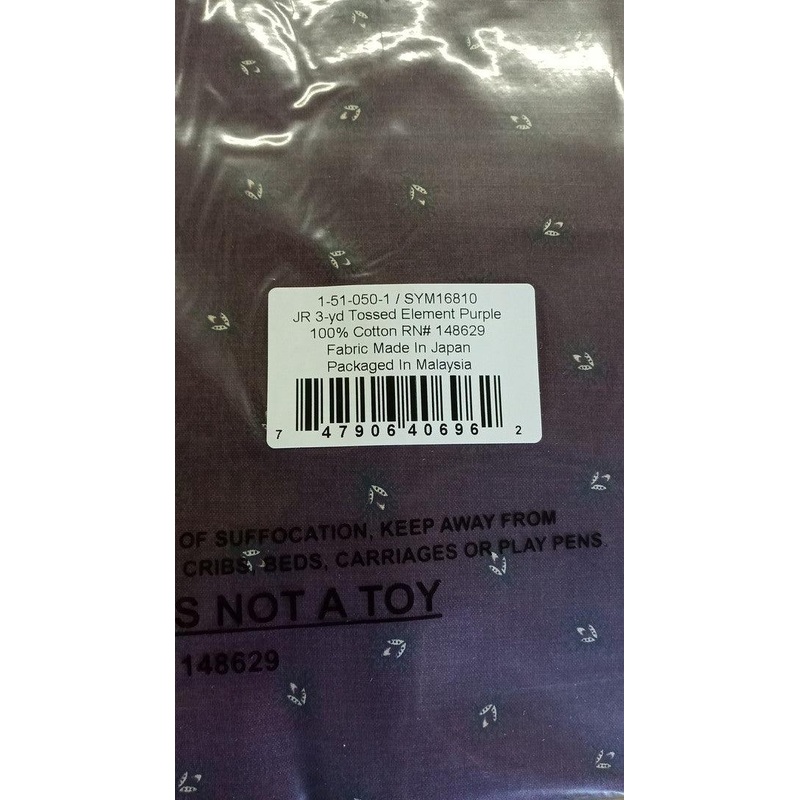 1-51-050-1 / SYM16810
JR 3-yd Tossed Element Purple
100% Cotton RN# 148629
Fabric Made In Japan
Packaged In Malaysia
7 47906 40696 2
OF SUFFOCATION, KEEP AWAY FROM
CRIBS, BEDS, CARRIAGES OR PLAY PENS.
S NOT A TOY
148629